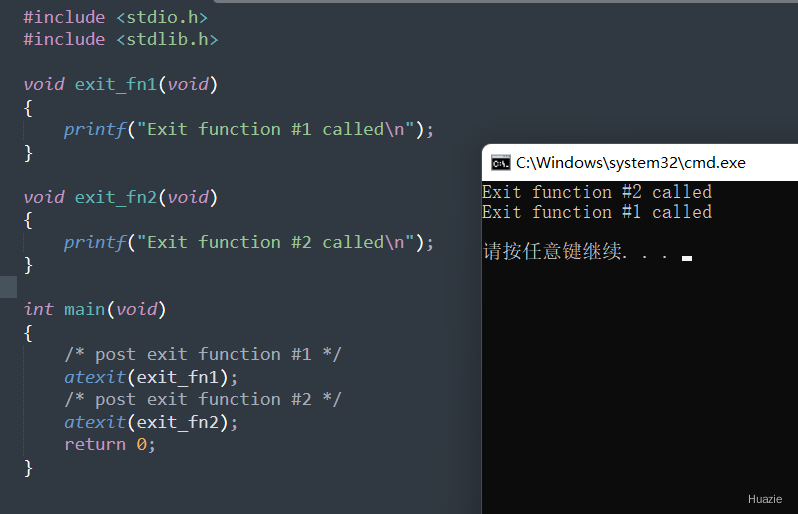 #include <stdio.h>
#include <stdlib.h>
void exit_fn1(void)
{
    printf("Exit function #1 called\n");
}
void exit_fn2(void)
{
    printf("Exit function #2 called\n");
}
int main(void)
{
    /* post exit function #1 */
    atexit(exit_fn1);
    /* post exit function #2 */
    atexit(exit_fn2);
    return 0;
}
C:\Windows\system32\cmd.exe
Exit function #2 called
Exit function #1 called
请按任意键继续. . .
Huazie